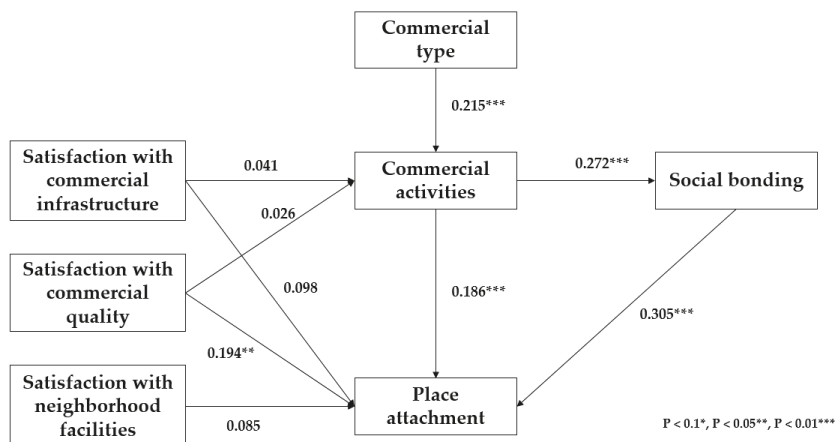 Commercial
type
0.215***
Satisfaction with
commercial
infrastructure
0.041
Commercial
activities
0.272***
Social bonding
0.026
Satisfaction with
commercial
quality
0.098
0.186***
0.305***
0.194**
Satisfaction with
neighborhood
facilities
0.085
Place
attachment
P < 0.1*, P < 0.05**, P < 0.01***